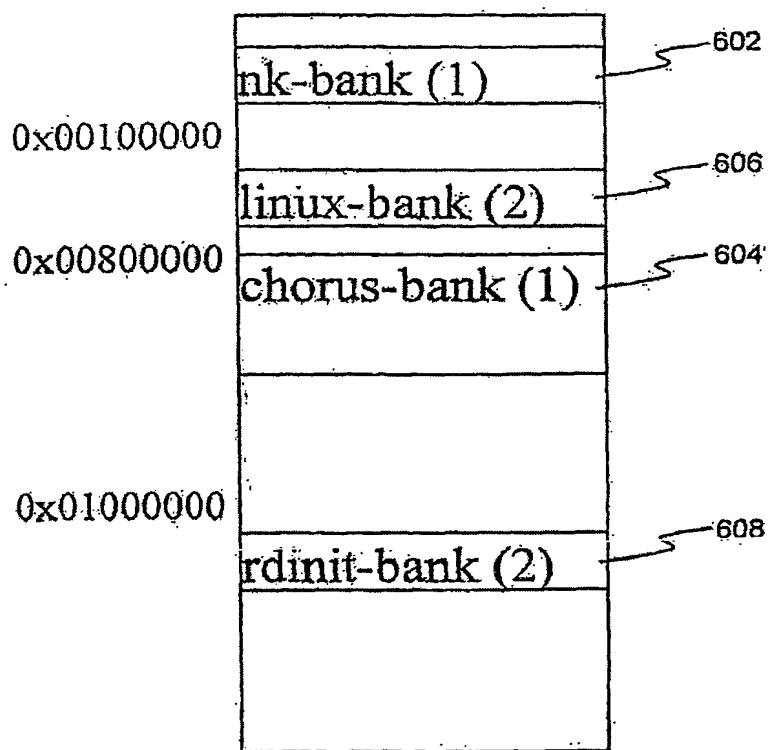 602
nk-bank (1)
0x00100000
606
linux-bank (2)
0x00800000
604
chorus-bank (1)
0x01000000
608
rdinit-bank (2)